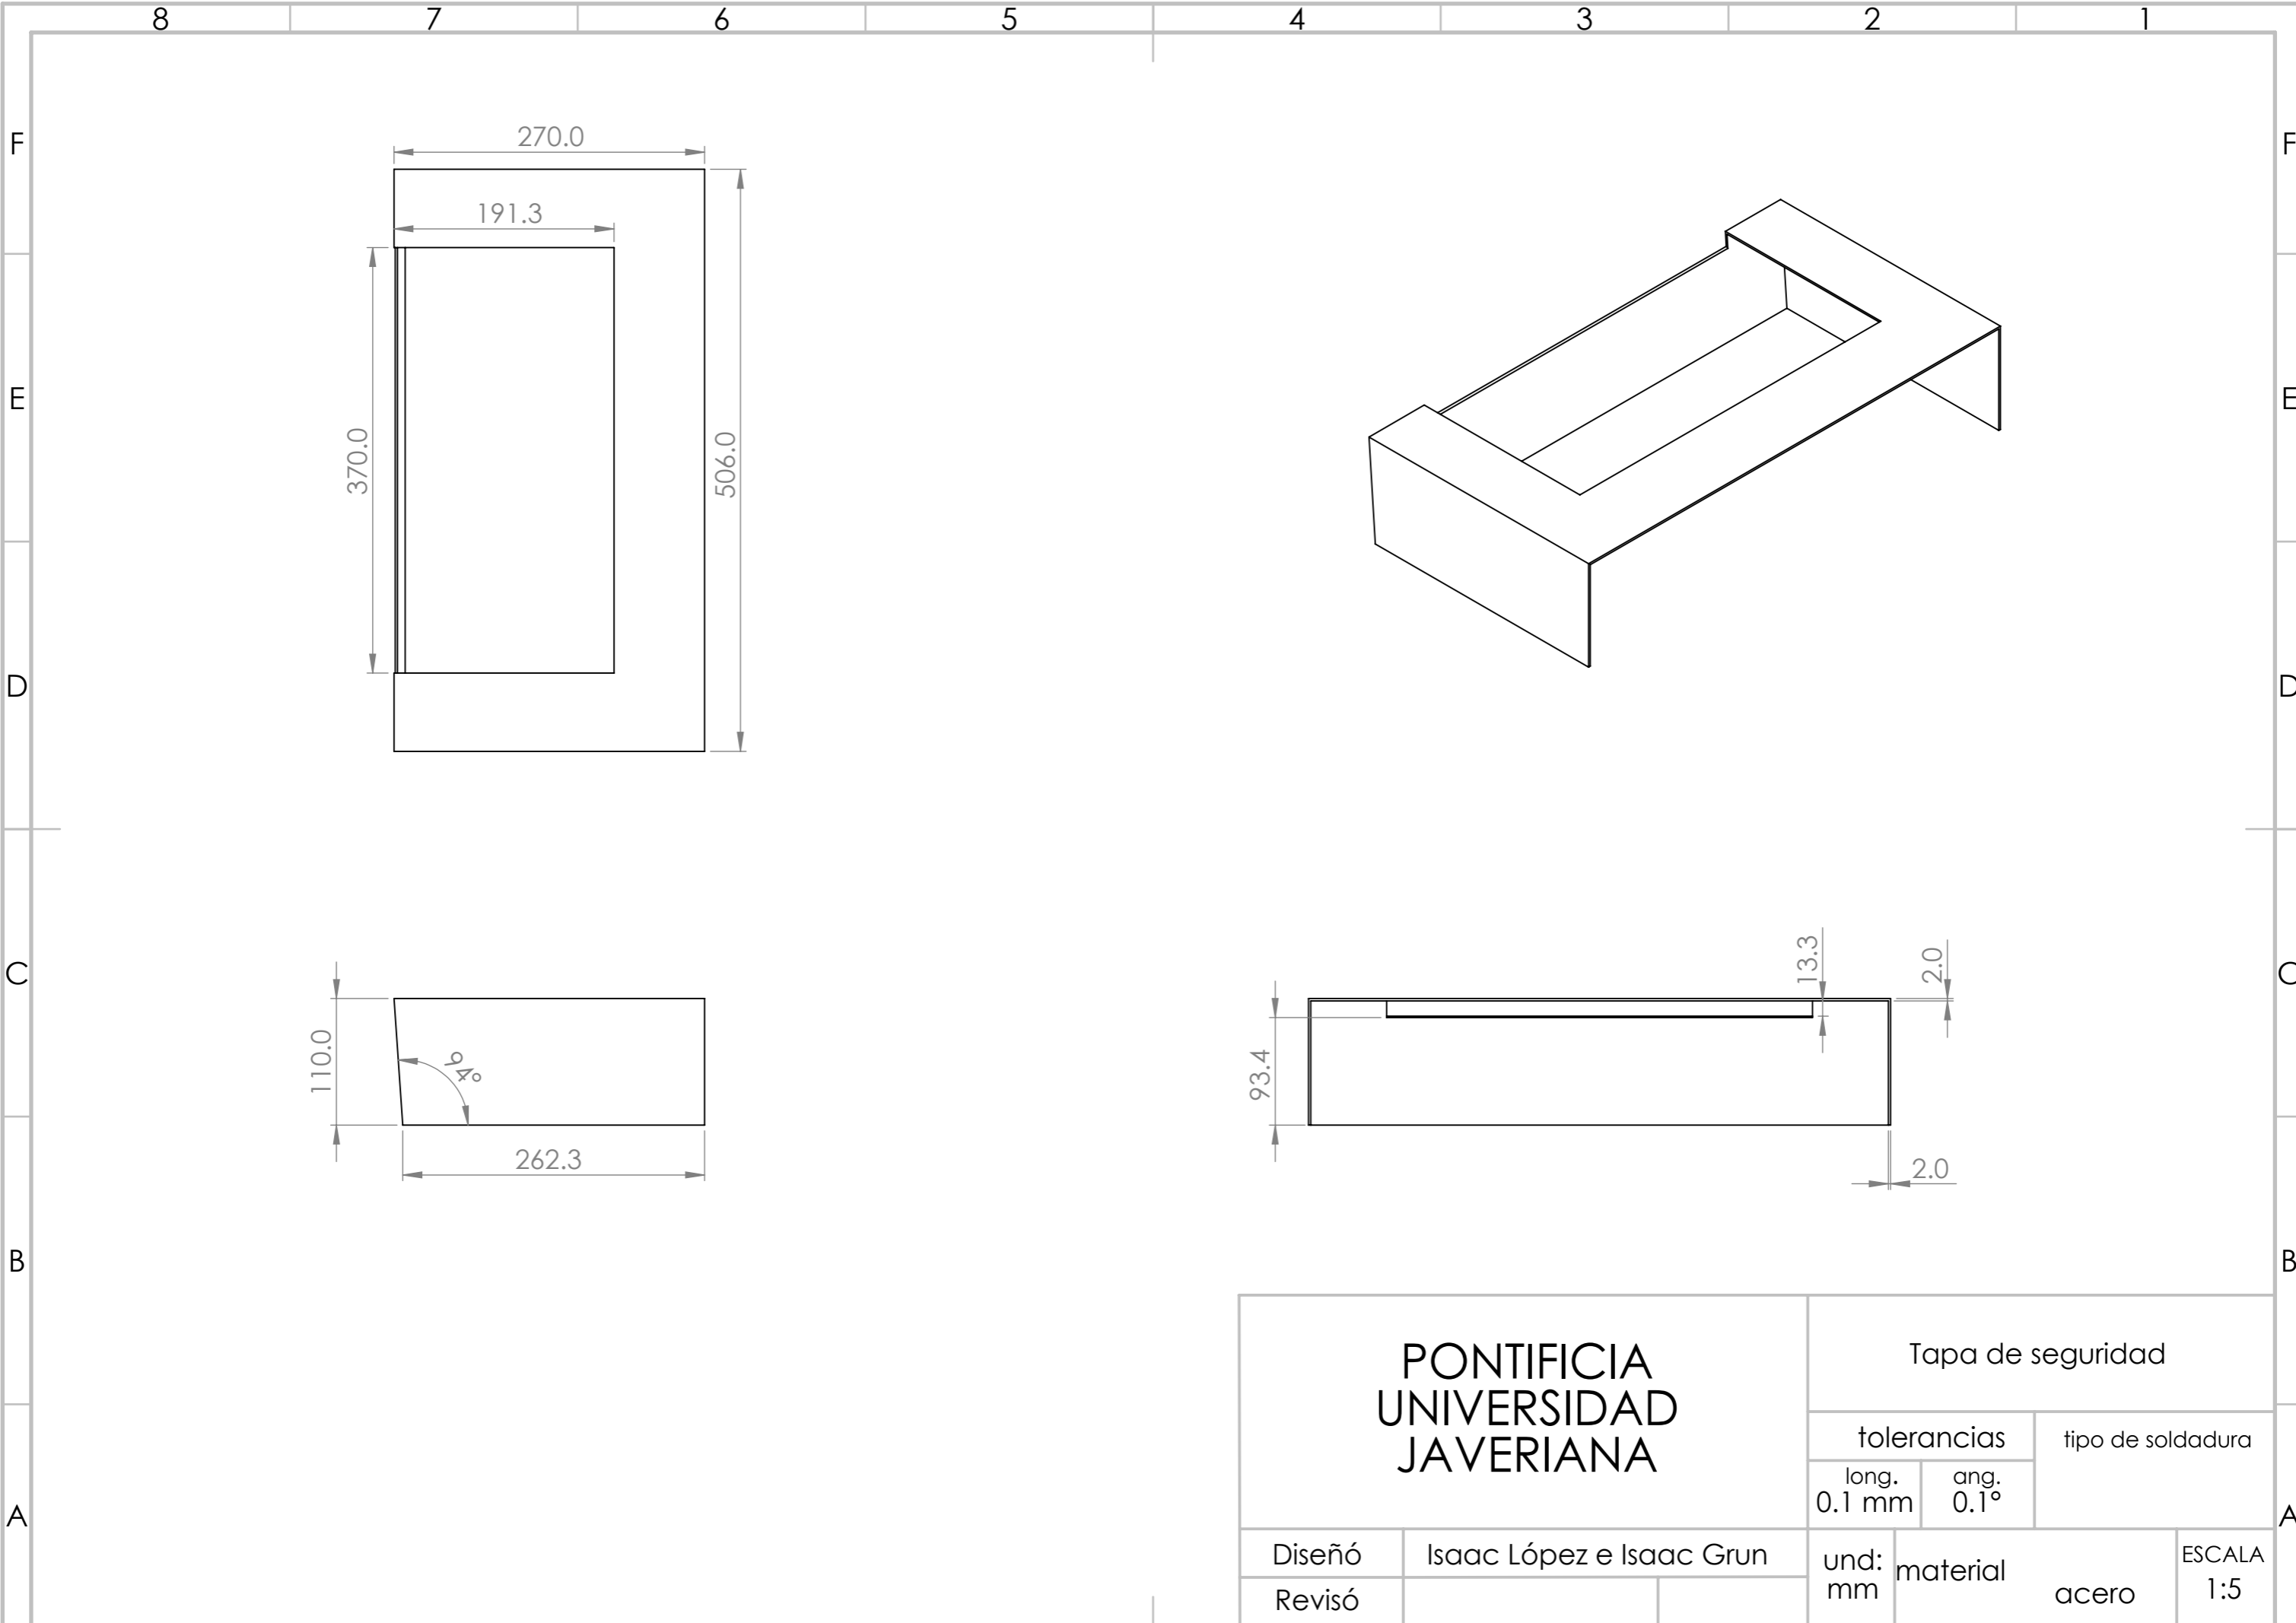 8 7 6 5 4 3 2 1
F F
E E
D D
C C
B B
A A
270.0
191.3
370.0
506.0
110.0
94°
262.3
13.3
2.0
93.4
2.0
PONTIFICIA
UNIVERSIDAD
JAVERIANA
Tapa de seguridad
tolerancias
tipo de soldadura
long.
0.1 mm
ang.
0.1°
Diseñó
Isaac López e Isaac Grun
Revisó
und:
mm
material
acero
ESCALA
1:5